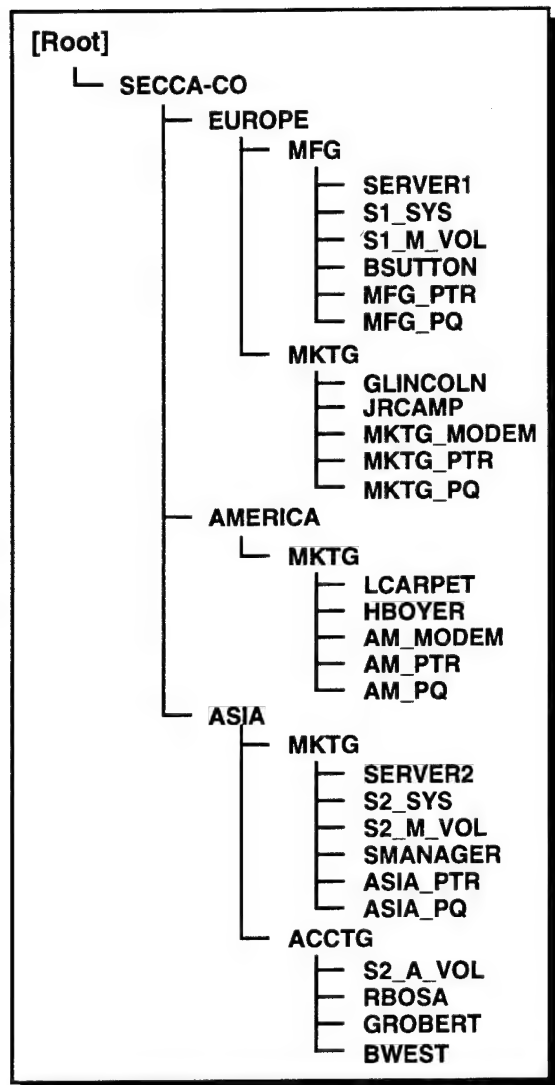 [Root]
SECCA-CO
EUROPE
MFG
SERVER1
S1_SYS
S1_M_VOL
BSUTTON
MFG_PTR
MFG_PQ
MKTG
GLINCOLN
JRCAMP
MKTG_MODEM
MKTG_PTR
MKTG_PQ
AMERICA
MKTG
LCARPET
HBOYER
AM_MODEM
AM_PTR
AM_PQ
ASIA
MKTG
SERVER2
S2_SYS
S2_M_VOL
SMANAGER
ASIA_PTR
ASIA_PQ
ACCTG
S2_A_VOL
RBOSA
GROBERT
BWEST